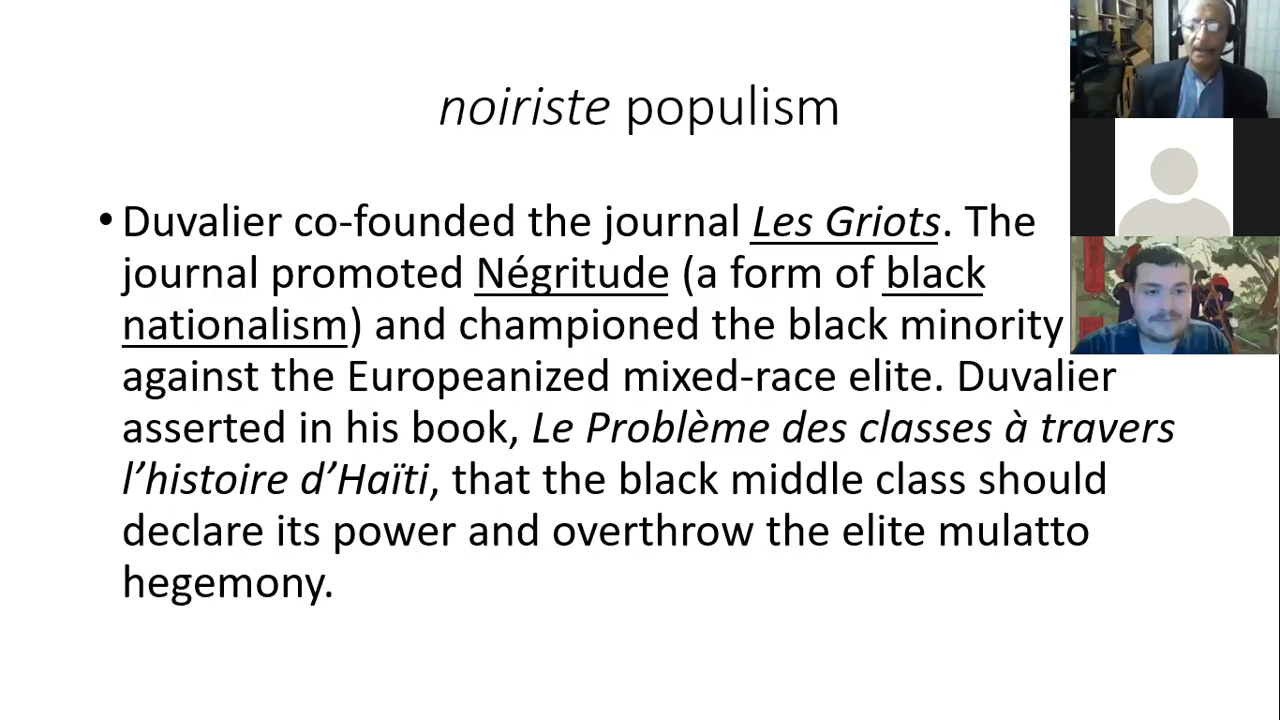 noiriste populism
• Duvalier co-founded the journal Les Griots. The
journal promoted Négritude (a form of black
nationalism) and championed the black minority
against the Europeanized mixed-race elite. Duvalier
asserted in his book, Le Problème des classes à travers
l’histoire d’Haïti, that the black middle class should
declare its power and overthrow the elite mulatto
hegemony.